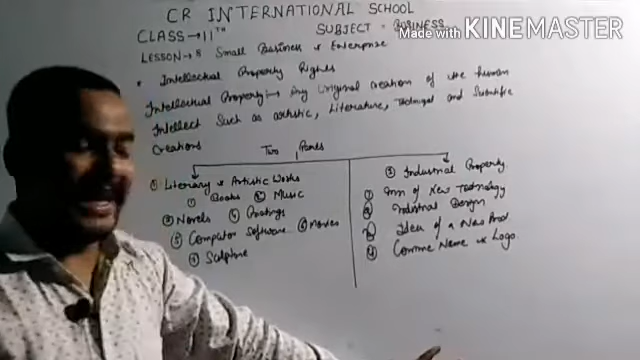 CR INTERNATIONAL SCHOOL
CLASS → 11TH SUBJECT - BUSINESS
Made with KINEMASTER
LESSON → 8 Small Business & Enterprise
* Intellectual Property Rights
Intellectual Property → Any original creation of the human
Intellect Such as artistic, Literature, Technical and Scientific
Creations
Two Parts
① Literary & Artistic Works
① Books ② Music
③ Novels ④ Paintings
⑤ Computer Software ⑥ Movies
⑦ Sculpture
② Industrial Property
① of New Technology
② Industrial Design
③ Idea of a New Prod
④ Comme Name & Logo